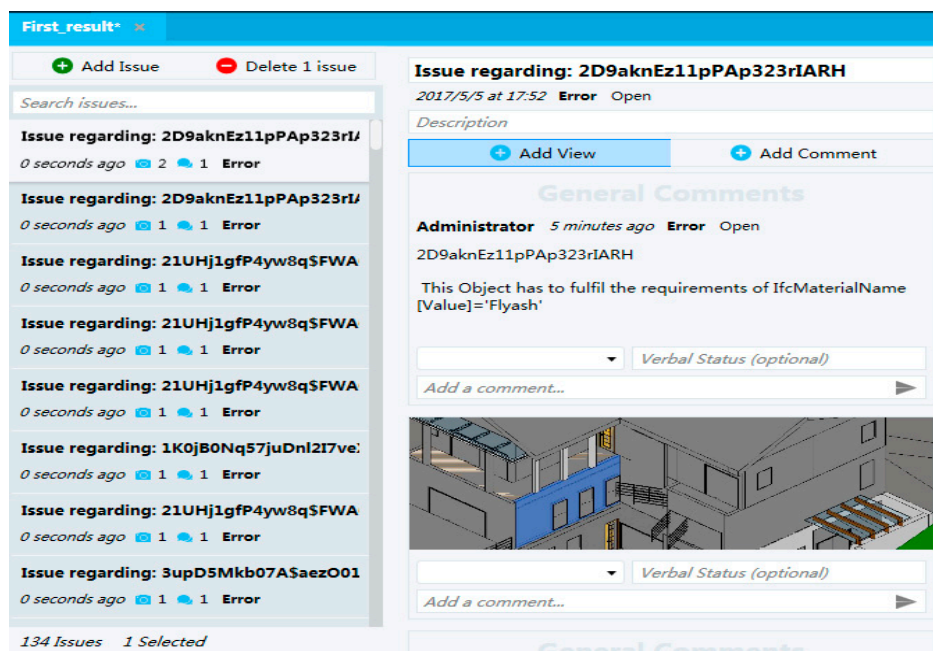 First_result* ×
Add Issue Delete 1 issue
Search issues...
Issue regarding: 2D9aknEz11pPAp323rIA
0 seconds ago 2 1 Error
Issue regarding: 2D9aknEz11pPAp323rIA
0 seconds ago 1 1 Error
Issue regarding: 21UHj1gfP4yw8q$FWA
0 seconds ago 1 1 Error
Issue regarding: 21UHj1gfP4yw8q$FWA
0 seconds ago 1 1 Error
Issue regarding: 21UHj1gfP4yw8q$FWA
0 seconds ago 1 1 Error
Issue regarding: 1K0jB0Nq57juDnl2I7ve
0 seconds ago 1 1 Error
Issue regarding: 21UHj1gfP4yw8q$FWA
0 seconds ago 1 1 Error
Issue regarding: 3upD5Mkb07A$aezO01
0 seconds ago 1 1 Error
134 Issues 1 Selected
Issue regarding: 2D9aknEz11pPAp323rIARH
2017/5/5 at 17:52 Error Open
Description
Add View Add Comment
General Comments
Administrator 5 minutes ago Error Open
2D9aknEz11pPAp323rIARH
This Object has to fulfil the requirements of IfcMaterialName
[Value]='Flyash'
Verbal Status (optional)
Add a comment...
Verbal Status (optional)
Add a comment...
General Comments